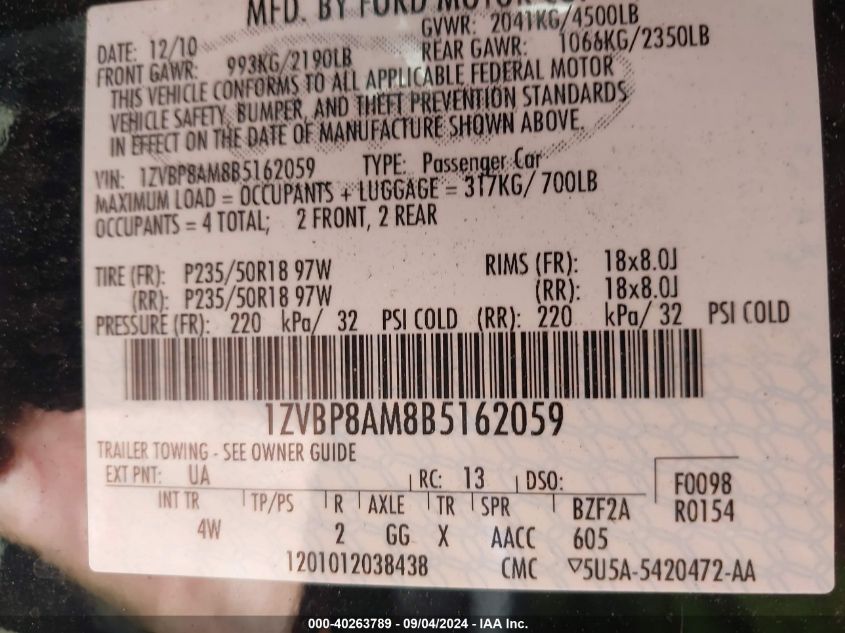 MFD. BY FORD MOTOR CO.
DATE: 12/10 GVWR: 2041KG/4500LB
FRONT GAWR: 993KG/2190LB REAR GAWR: 1066KG/2350LB
THIS VEHICLE CONFORMS TO ALL APPLICABLE FEDERAL MOTOR
VEHICLE SAFETY, BUMPER, AND THEFT PREVENTION STANDARDS
IN EFFECT ON THE DATE OF MANUFACTURE SHOWN ABOVE.
VIN: 1ZVBP8AM8B5162059 TYPE: Passenger Car
MAXIMUM LOAD = OCCUPANTS + LUGGAGE = 317KG/ 700LB
OCCUPANTS = 4 TOTAL; 2 FRONT, 2 REAR
TIRE (FR): P235/50R18 97W RIMS (FR): 18x8.0J
(RR): P235/50R18 97W (RR): 18x8.0J
PRESSURE (FR): 220 kPa/ 32 PSI COLD (RR): 220 kPa/ 32 PSI COLD
1ZVBP8AM8B5162059
TRAILER TOWING - SEE OWNER GUIDE
EXT PNT: UA RC: 13 DSO: F0098
INT TR TP/PS R AXLE TR SPR BZF2A R0154
4W 2 GG X AACC 605
1201012038438 CMC ▽5U5A-5420472-AA
000-40263789 - 09/04/2024 - IAA Inc.